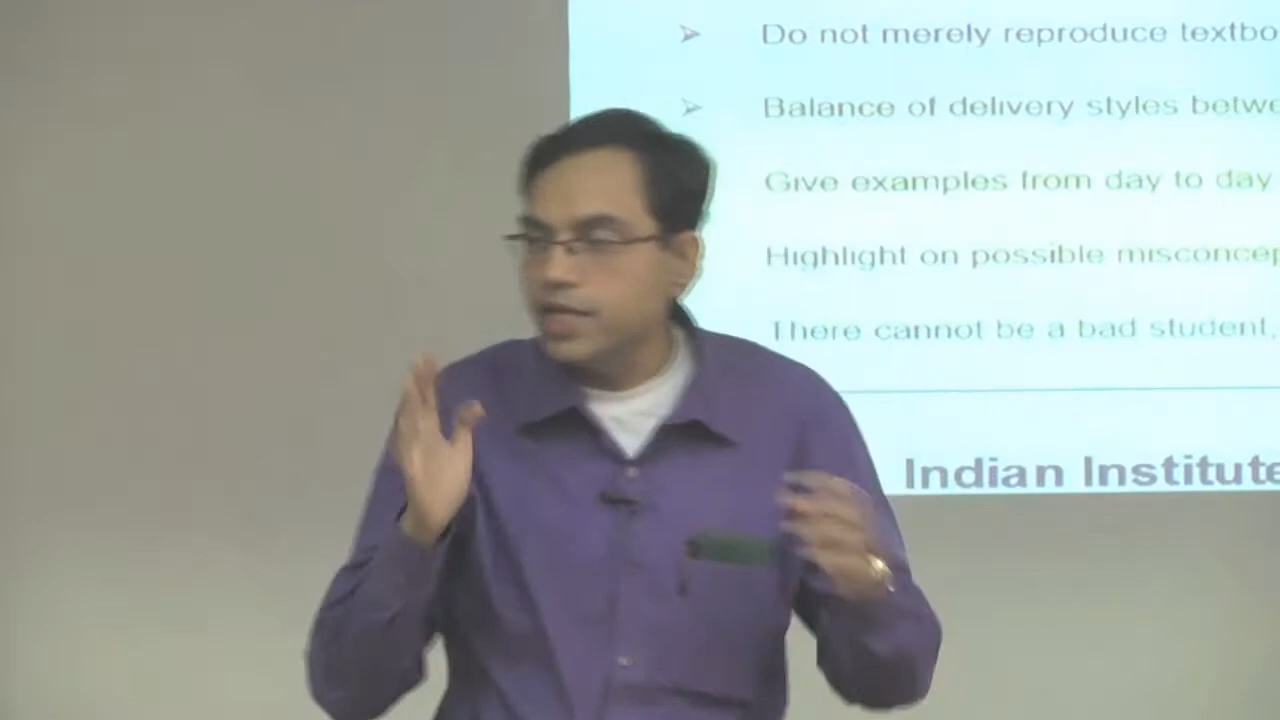 Do not merely reproduce textbo
Balance of delivery styles betwe
Give examples from day to day
Highlight on possible misconcep
There cannot be a bad student,
Indian Institute